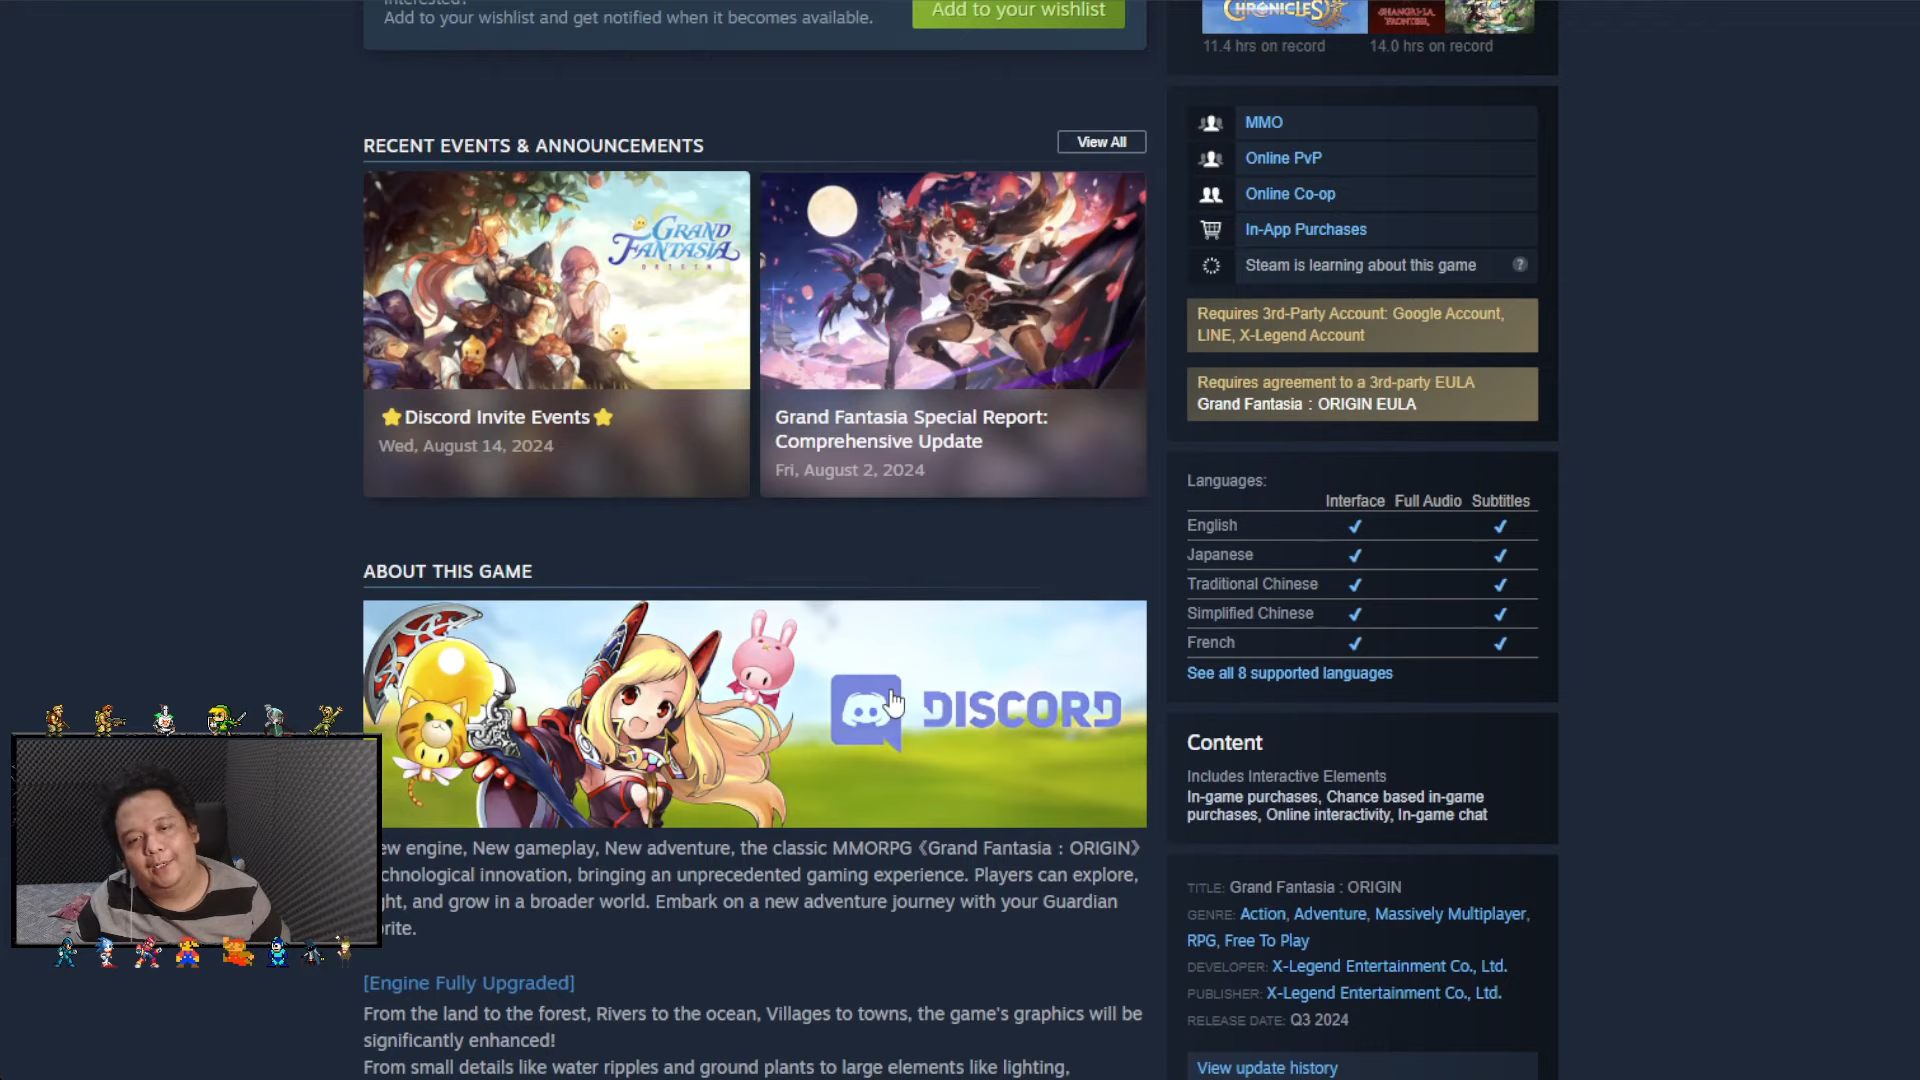 Add to your wishlist and get notified when it becomes available.
Add to your wishlist
CHRONICLES
SHANGRI-LA
FRONTIER
11.4 hrs on record
14.0 hrs on record
RECENT EVENTS & ANNOUNCEMENTS
View All
GRAND
FANTASIA
ORIGIN
⭐Discord Invite Events⭐
Wed, August 14, 2024
Grand Fantasia Special Report:
Comprehensive Update
Fri, August 2, 2024
ABOUT THIS GAME
DISCORD
ew engine, New gameplay, New adventure, the classic MMORPG《Grand Fantasia : ORIGIN》
chnological innovation, bringing an unprecedented gaming experience. Players can explore,
ght, and grow in a broader world. Embark on a new adventure journey with your Guardian
rite.
[Engine Fully Upgraded]
From the land to the forest, Rivers to the ocean, Villages to towns, the game's graphics will be
significantly enhanced!
From small details like water ripples and ground plants to large elements like lighting,
MMO
Online PvP
Online Co-op
In-App Purchases
Steam is learning about this game ?
Requires 3rd-Party Account: Google Account,
LINE, X-Legend Account
Requires agreement to a 3rd-party EULA
Grand Fantasia : ORIGIN EULA
Languages:
Interface Full Audio Subtitles
English ✔ ✔
Japanese ✔ ✔
Traditional Chinese ✔ ✔
Simplified Chinese ✔ ✔
French ✔ ✔
See all 8 supported languages
Content
Includes Interactive Elements
In-game purchases, Chance based in-game
purchases, Online interactivity, In-game chat
TITLE: Grand Fantasia : ORIGIN
GENRE: Action, Adventure, Massively Multiplayer,
RPG, Free To Play
DEVELOPER: X-Legend Entertainment Co., Ltd.
PUBLISHER: X-Legend Entertainment Co., Ltd.
RELEASE DATE: Q3 2024
View update history